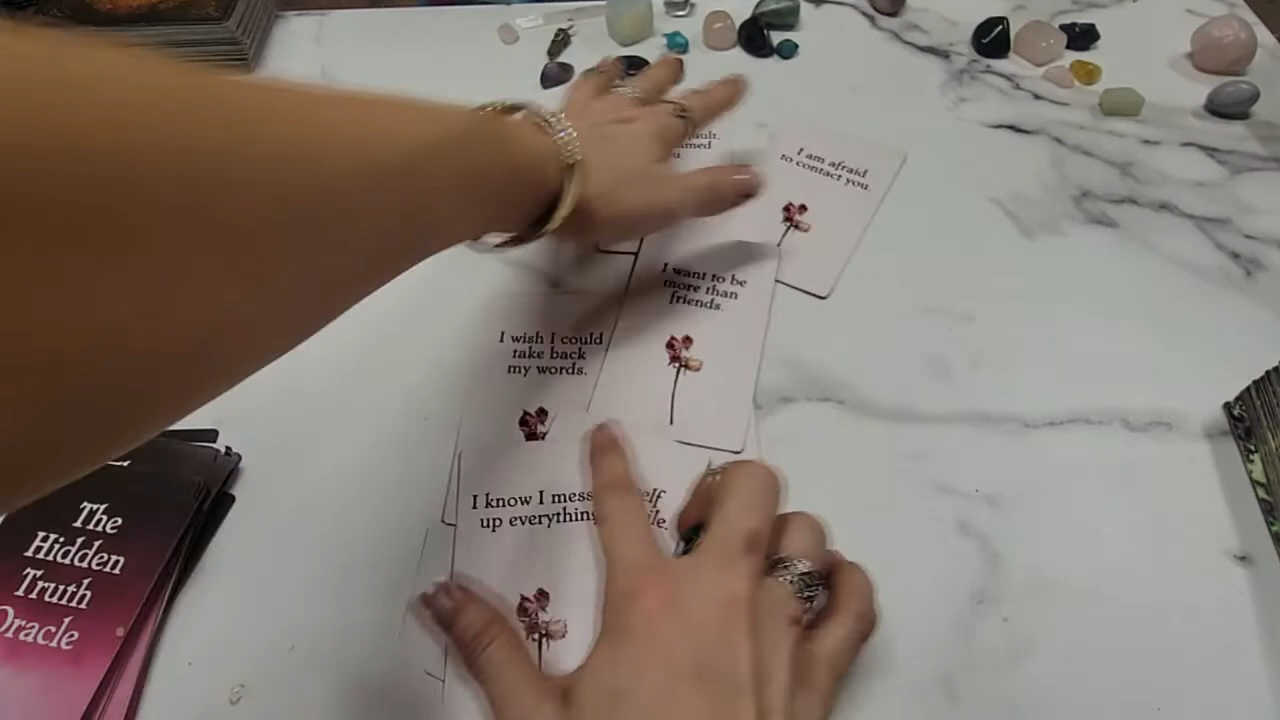 I am afraid
to contact you.
I want to be
more than
friends.
I wish I could
take back
my words.
I know I mess
up everything
The
Hidden
Truth
Oracle